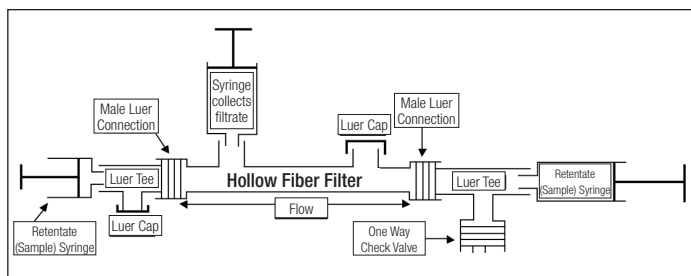 Syringe
collects
filtrate
Male Luer
Connection
Luer Cap
Male Luer
Connection
Luer Tee
Hollow Fiber Filter
Luer Tee
Retentate
(Sample) Syringe
Flow
Retentate
(Sample) Syringe
Luer Cap
One Way
Check Valve